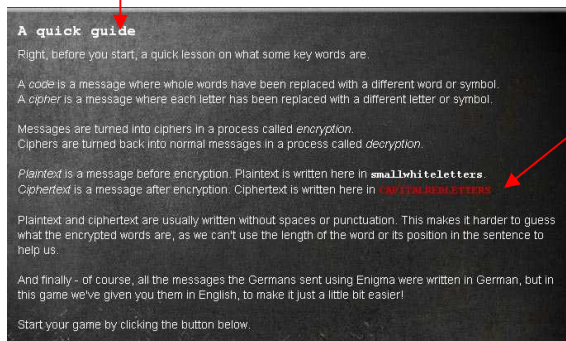 A quick guide
Right, before you start, a quick lesson on what some key words are.
A code is a message where whole words have been replaced with a different word or symbol.
A cipher is a message where each letter has been replaced with a different letter or symbol.
Messages are turned into ciphers in a process called encryption.
Ciphers are turned back into normal messages in a process called decryption.
Plaintext is a message before encryption. Plaintext is written here in smallwhiteletters.
Ciphertext is a message after encryption. Ciphertext is written here in CAPITALREDLETTERS
Plaintext and ciphertext are usually written without spaces or punctuation. This makes it harder to guess
what the encrypted words are, as we can't use the length of the word or its position in the sentence to
help us.
And finally - of course, all the messages the Germans sent using Enigma were written in German, but in
this game we've given you them in English, to make it just a little bit easier!
Start your game by clicking the button below.